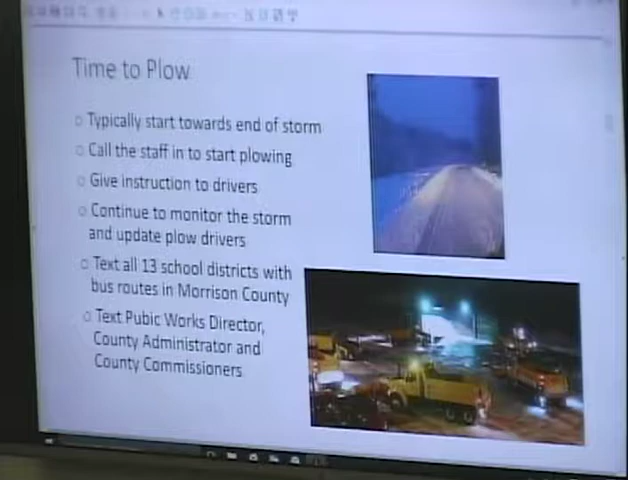 Time to Plow
Typically start towards end of storm
Call the staff in to start plowing
Give instruction to drivers
Continue to monitor the storm
and update plow drivers
Text all 13 school districts with
bus routes in Morrison County
Text Pubic Works Director,
County Administrator and
County Commissioners